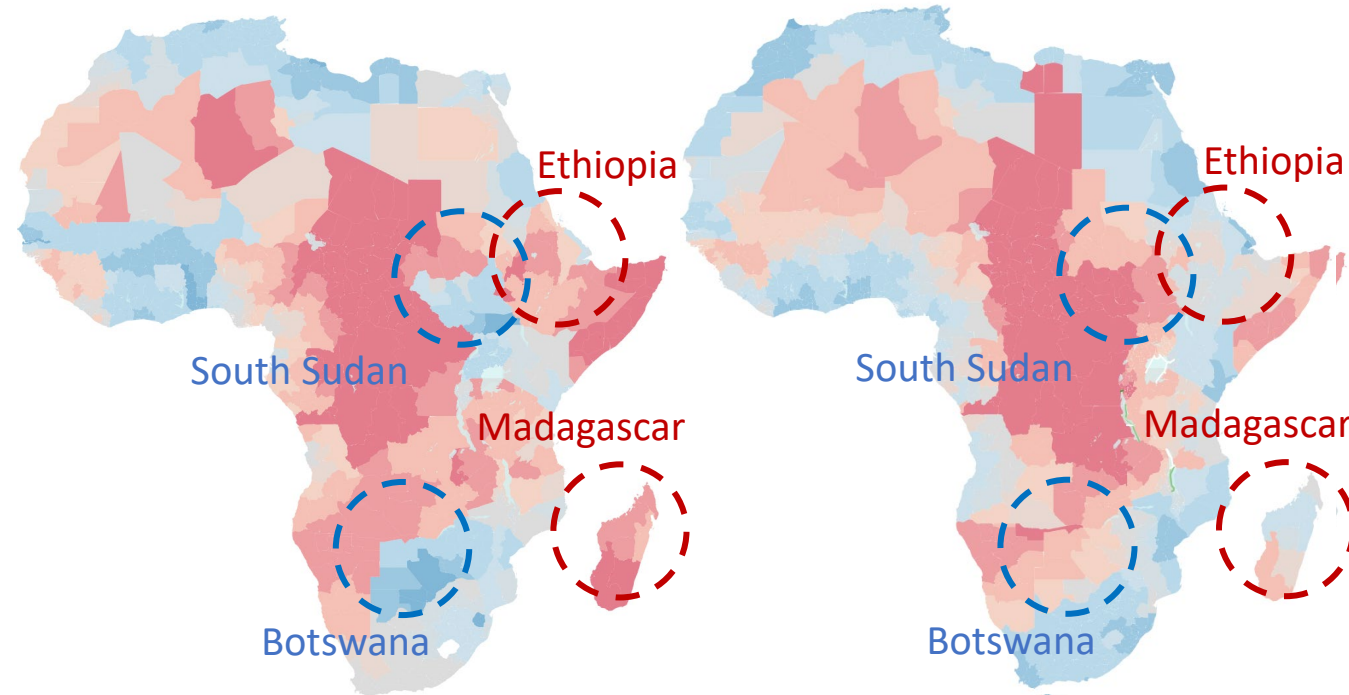 Ethiopia
South Sudan
Madagascar
Botswana
Ethiopia
South Sudan
Madagascar
Botswana